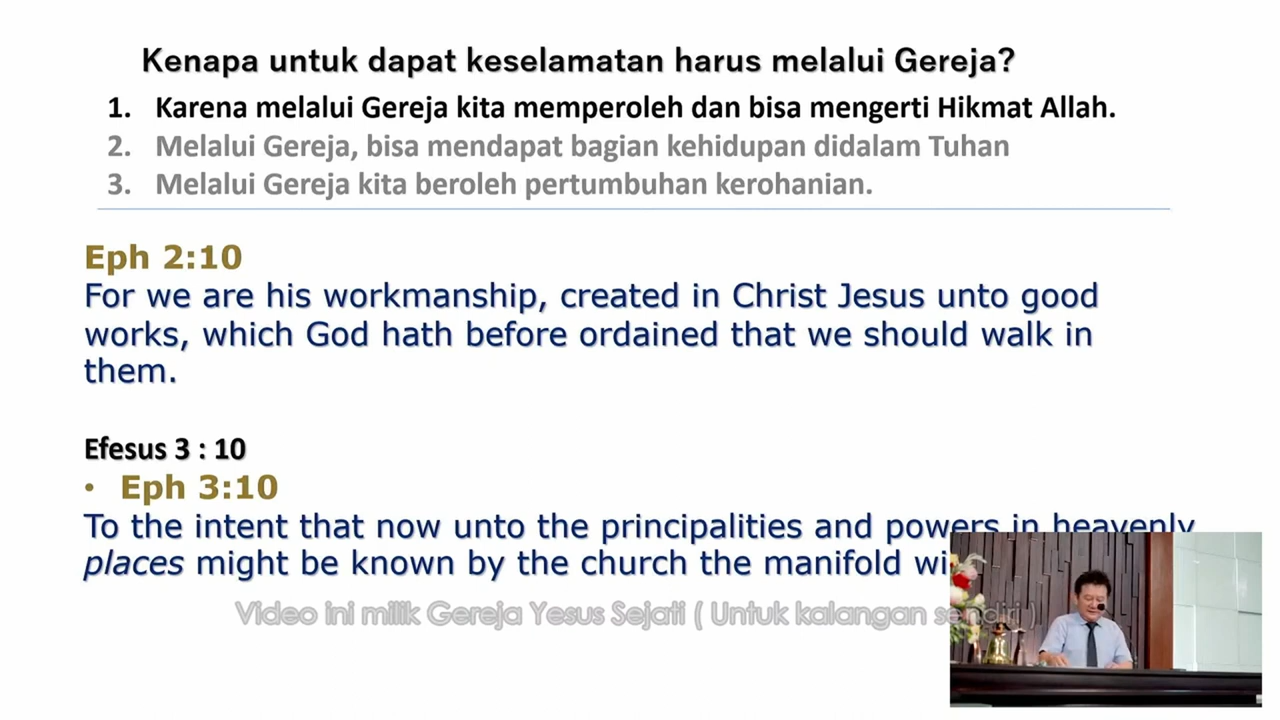 Kenapa untuk dapat keselamatan harus melalui Gereja?
1. Karena melalui Gereja kita memperoleh dan bisa mengerti Hikmat Allah.
2. Melalui Gereja, bisa mendapat bagian kehidupan didalam Tuhan
3. Melalui Gereja kita beroleh pertumbuhan kerohanian.
Eph 2:10
For we are his workmanship, created in Christ Jesus unto good
works, which God hath before ordained that we should walk in
them.
Efesus 3 : 10
• Eph 3:10
To the intent that now unto the principalities and powers in heavenly
places might be known by the church the manifold
Video ini milik Gereja Yesus Sejati ( Untuk kalangan sendiri )